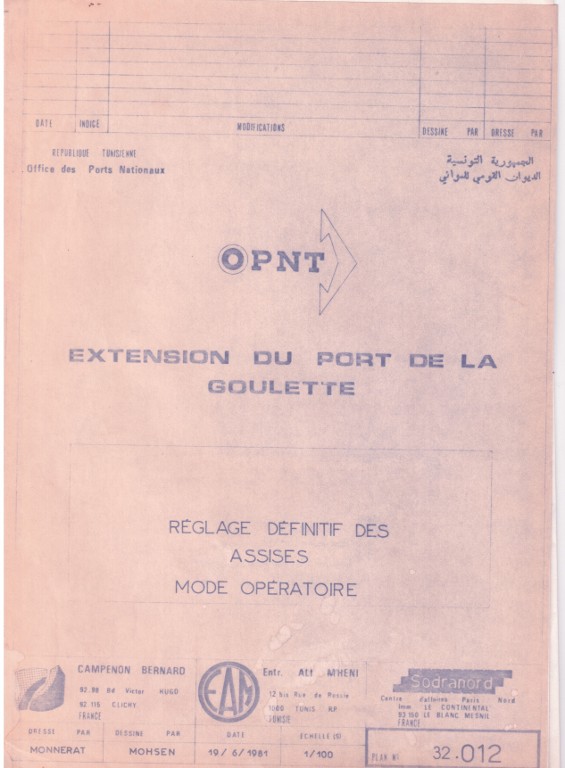 DATE INDICE MODIFICATIONS DESSINE PAR DRESSE PAR
REPUBLIQUE TUNISIENNE
Office des Ports Nationaux
الجمهورية التونسية
الديوان القومي للمواني
OPNT
EXTENSION DU PORT DE LA
GOULETTE
RÉGLAGE DÉFINITIF DES
ASSISES
MODE OPÉRATOIRE
CAMPENON BERNARD
92.98 Bd Victor HUGO
92.115 CLICHY
FRANCE
EAM
Entr. ALI M'HENI
12 bis Rue de Russie
1000 TUNIS RP
TUNISIE
Sodranord
Centre d'affaires Paris Nord
Imm LE CONTINENTAL
93150 LE BLANC MESNIL
FRANCE
DRESSE PAR DESSINE PAR DATE ECHELLE (S)
MONNERAT MOHSEN 19/6/1981 1/100
PLAN N° 32.012